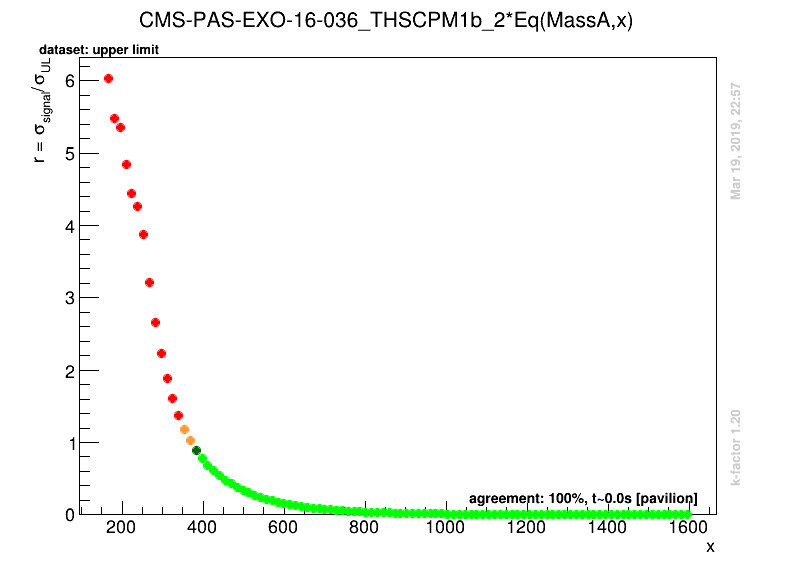 CMS-PAS-EXO-16-036_THSCPM1b_2*Eq(MassA,x)
dataset: upper limit
r = σsignal/σUL
6
5
4
3
2
1
0
200 400 600 800 1000 1200 1400 1600
x
agreement: 100%, t~0.0s [pavilion]
Mar 19, 2019, 22:57
k-factor 1.20